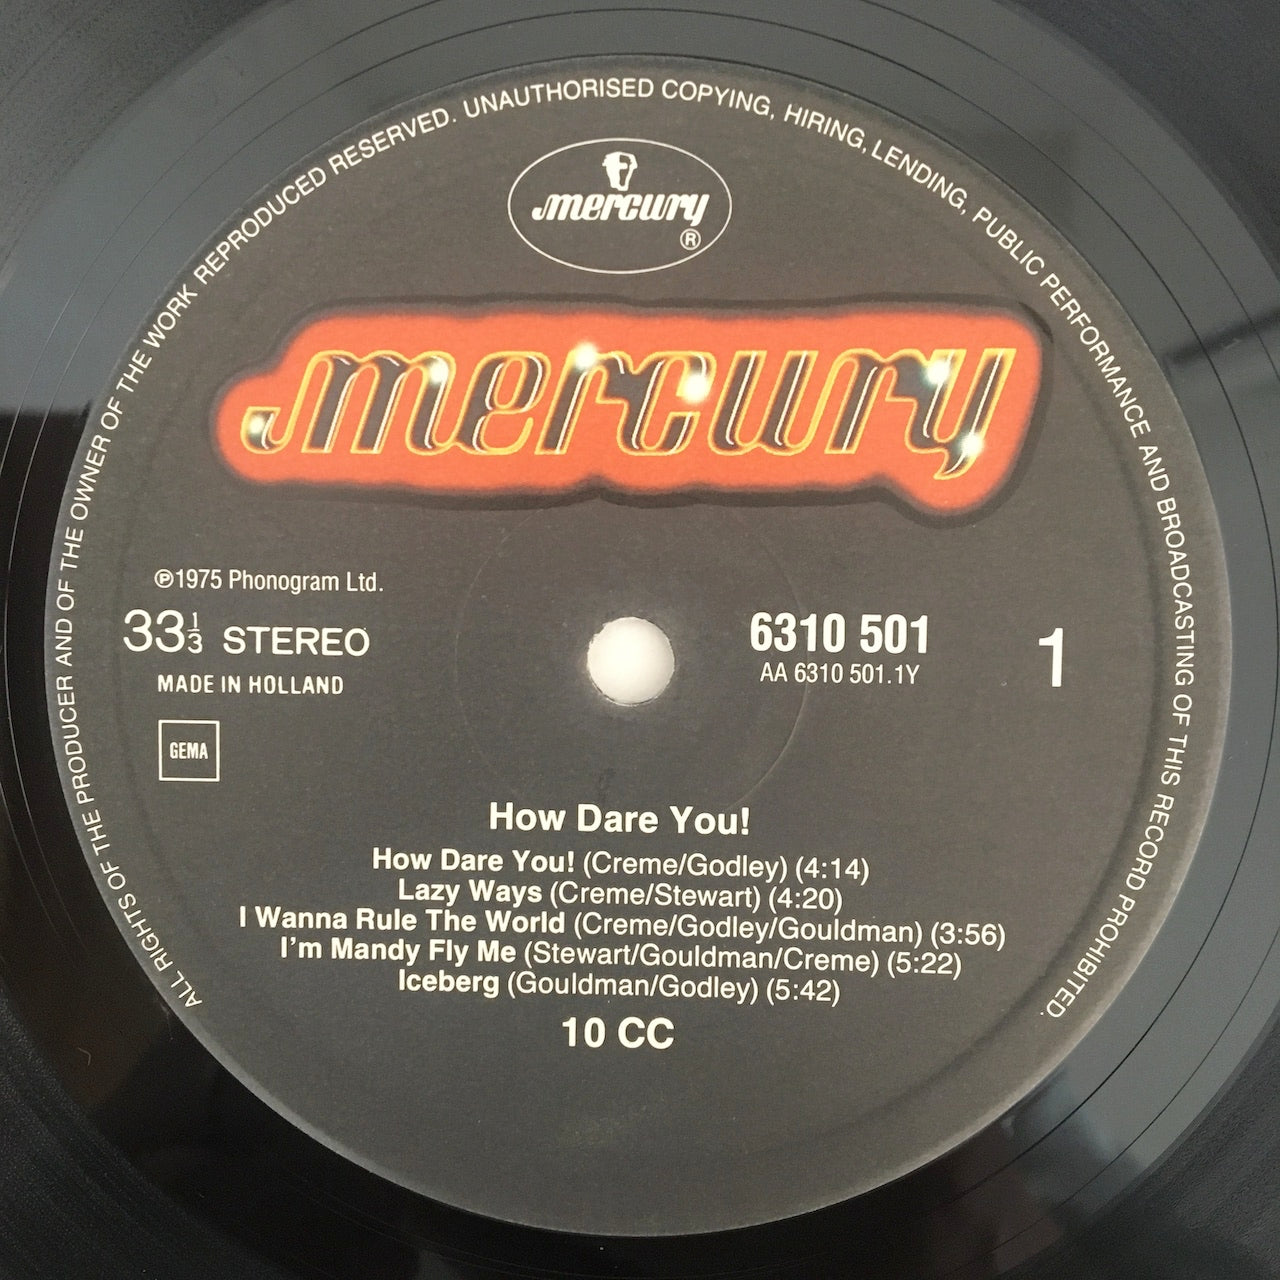 ALL RIGHTS OF THE PRODUCER AND OF THE OWNER OF THE WORK REPRODUCED RESERVED. UNAUTHORISED COPYING, HIRING, LENDING, PUBLIC PERFORMANCE AND BROADCASTING OF THIS RECORD PROHIBITED.
mercury
®
mercury
℗1975 Phonogram Ltd.
33⅓ STEREO
MADE IN HOLLAND
GEMA
6310 501
AA 6310 501.1Y
1
How Dare You!
How Dare You! (Creme/Godley) (4:14)
Lazy Ways (Creme/Stewart) (4:20)
I Wanna Rule The World (Creme/Godley/Gouldman) (3:56)
I'm Mandy Fly Me (Stewart/Gouldman/Creme) (5:22)
Iceberg (Gouldman/Godley) (5:42)
10 CC